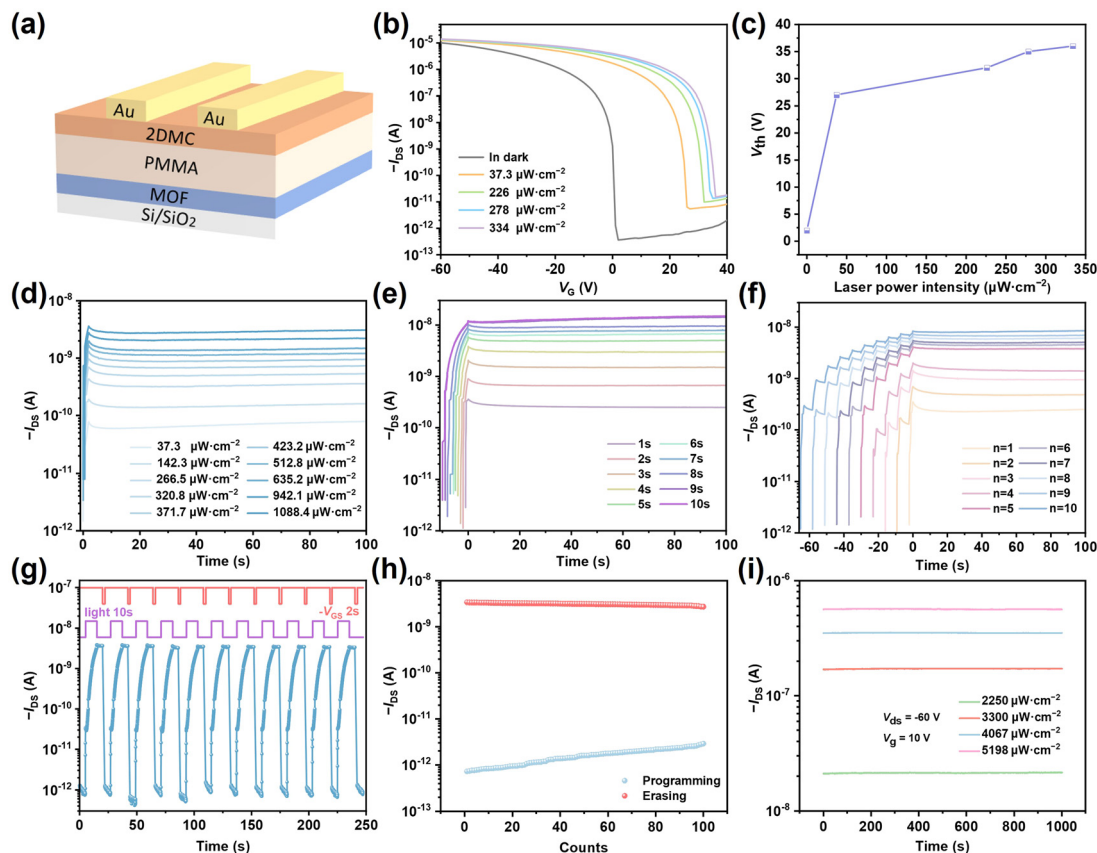 (a)
Au
Au
2DMC
PMMA
MOF
Si/SiO2
(b)
10⁻⁴
10⁻⁵
10⁻⁶
10⁻⁷
10⁻⁸
10⁻⁹
10⁻¹⁰
10⁻¹¹
10⁻¹²
10⁻¹³
−IDS (A)
In dark
37.3 μW·cm⁻²
226 μW·cm⁻²
278 μW·cm⁻²
334 μW·cm⁻²
-60 -40 -20 0 20 40
VG (V)
(c)
40
35
30
25
20
15
10
5
0
Vth (V)
0 50 100 150 200 250 300 350
Laser power intensity (μW·cm⁻²)
(d)
10⁻⁸
10⁻⁹
10⁻¹⁰
10⁻¹¹
10⁻¹²
−IDS (A)
37.3 μW·cm⁻² 423.2 μW·cm⁻²
142.3 μW·cm⁻² 512.8 μW·cm⁻²
266.5 μW·cm⁻² 635.2 μW·cm⁻²
320.8 μW·cm⁻² 942.1 μW·cm⁻²
371.7 μW·cm⁻² 1088.4 μW·cm⁻²
0 20 40 60 80 100
Time (s)
(e)
10⁻⁸
10⁻⁹
10⁻¹⁰
10⁻¹¹
10⁻¹²
−IDS (A)
1s 6s
2s 7s
3s 8s
4s 9s
5s 10s
0 20 40 60 80 100
Time (s)
(f)
10⁻⁸
10⁻⁹
10⁻¹⁰
10⁻¹¹
10⁻¹²
−IDS (A)
n=1 n=6
n=2 n=7
n=3 n=8
n=4 n=9
n=5 n=10
-60 -40 -20 0 20 40 60 80 100
Time (s)
(g)
10⁻⁷
10⁻⁸
10⁻⁹
10⁻¹⁰
10⁻¹¹
10⁻¹²
−IDS (A)
light 10s
-VGS 2s
0 50 100 150 200 250
Time (s)
(h)
10⁻⁸
10⁻⁹
10⁻¹⁰
10⁻¹¹
10⁻¹²
10⁻¹³
−IDS (A)
Programming
Erasing
0 20 40 60 80 100
Counts
(i)
10⁻⁶
10⁻⁷
10⁻⁸
−IDS (A)
Vds = -60 V
Vg = 10 V
2250 μW·cm⁻²
3300 μW·cm⁻²
4067 μW·cm⁻²
5198 μW·cm⁻²
0 200 400 600 800 1000
Time (s)